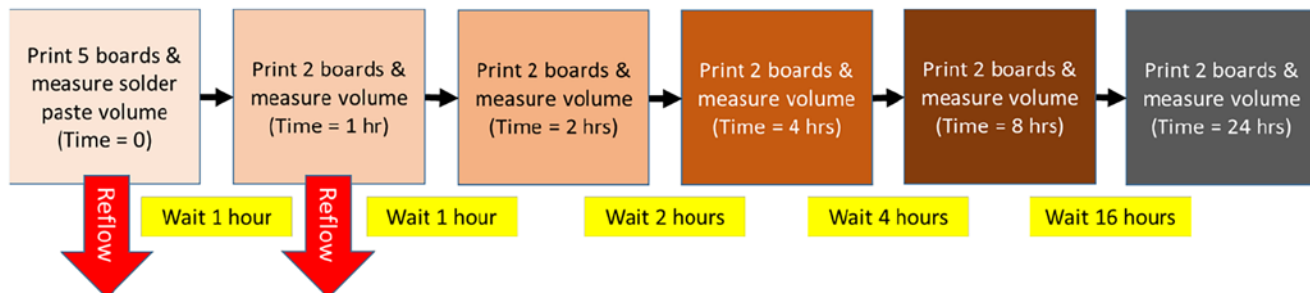 Print 5 boards &
measure solder
paste volume
(Time = 0)
Print 2 boards &
measure volume
(Time = 1 hr)
Print 2 boards &
measure volume
(Time = 2 hrs)
Print 2 boards &
measure volume
(Time = 4 hrs)
Print 2 boards &
measure volume
(Time = 8 hrs)
Print 2 boards &
measure volume
(Time = 24 hrs)
Reflow
Wait 1 hour
Reflow
Wait 1 hour
Wait 2 hours
Wait 4 hours
Wait 16 hours